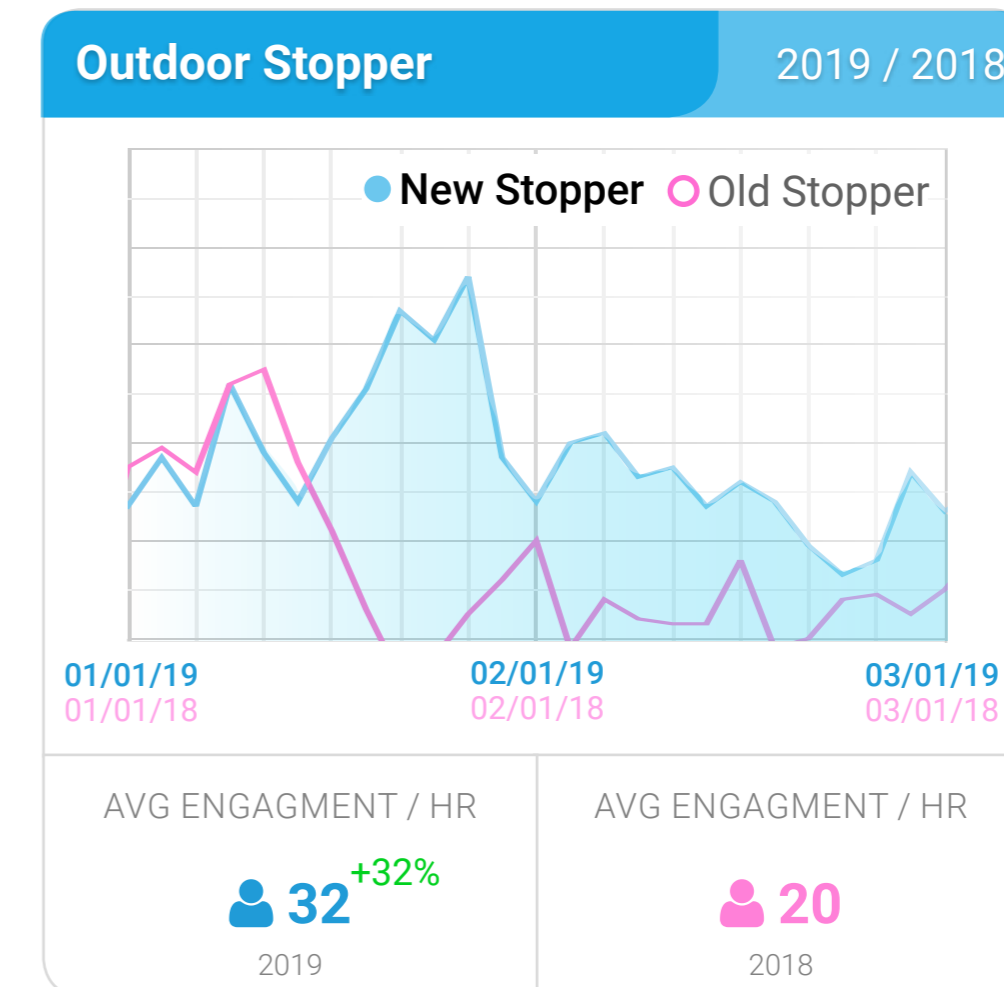 Outdoor Stopper 2019 / 2018
New Stopper Old Stopper
01/01/19 02/01/19 03/01/19
01/01/18 02/01/18 03/01/18
AVG ENGAGMENT / HR AVG ENGAGMENT / HR
+32%
32 20
2019 2018